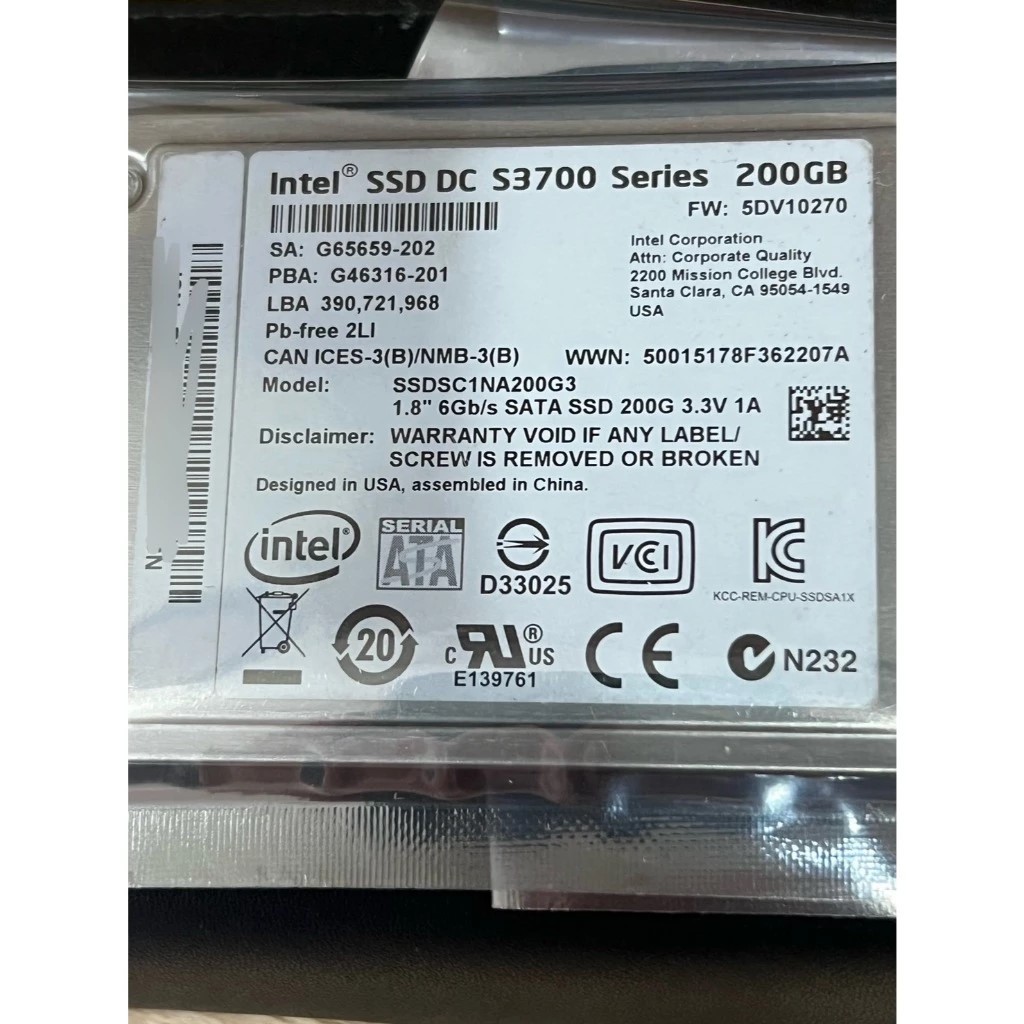 Intel® SSD DC S3700 Series 200GB
FW: 5DV10270
SA: G65659-202
PBA: G46316-201
LBA 390,721,968
Pb-free 2LI
Intel Corporation
Attn: Corporate Quality
2200 Mission College Blvd.
Santa Clara, CA 95054-1549
USA
CAN ICES-3(B)/NMB-3(B) WWN: 50015178F362207A
Model: SSDSC1NA200G3
1.8" 6Gb/s SATA SSD 200G 3.3V 1A
Disclaimer: WARRANTY VOID IF ANY LABEL/
SCREW IS REMOVED OR BROKEN
Designed in USA, assembled in China.
intel®
SERIAL
ATA
D33025
VCI
KCC-REM-CPU-SSDSA1X
20
c RU® US
E139761
CE
N232